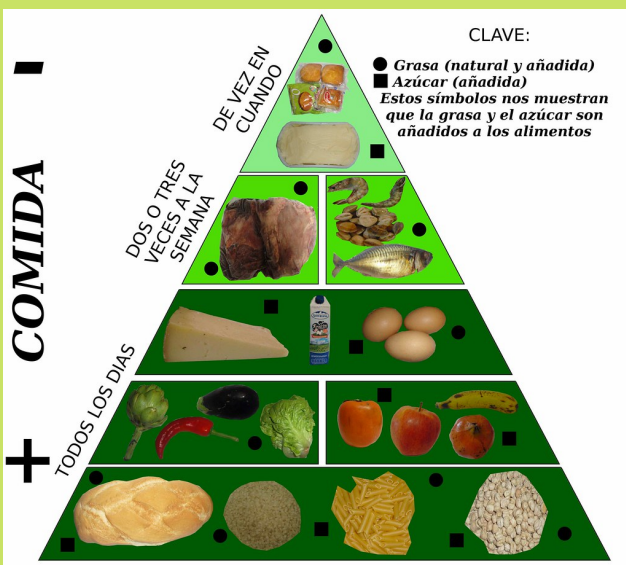 CLAVE:
Grasa (natural y añadida)
Azúcar (añadida)
Estos símbolos nos muestran
que la grasa y el azúcar son
añadidos a los alimentos
DE VEZ EN
CUANDO
DOS O TRES
VECES A LA
SEMANA
TODOS LOS DIAS
-
COMIDA
+